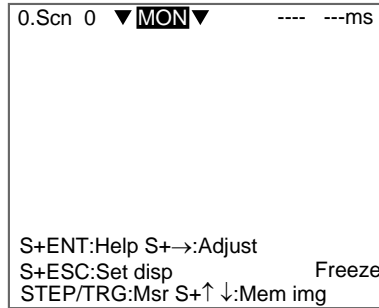 0.Scn 0 ▼MON▼ ---- ---ms
S+ENT:Help S+→:Adjust
S+ESC:Set disp Freeze
STEP/TRG:Msr S+↑ ↓:Mem img